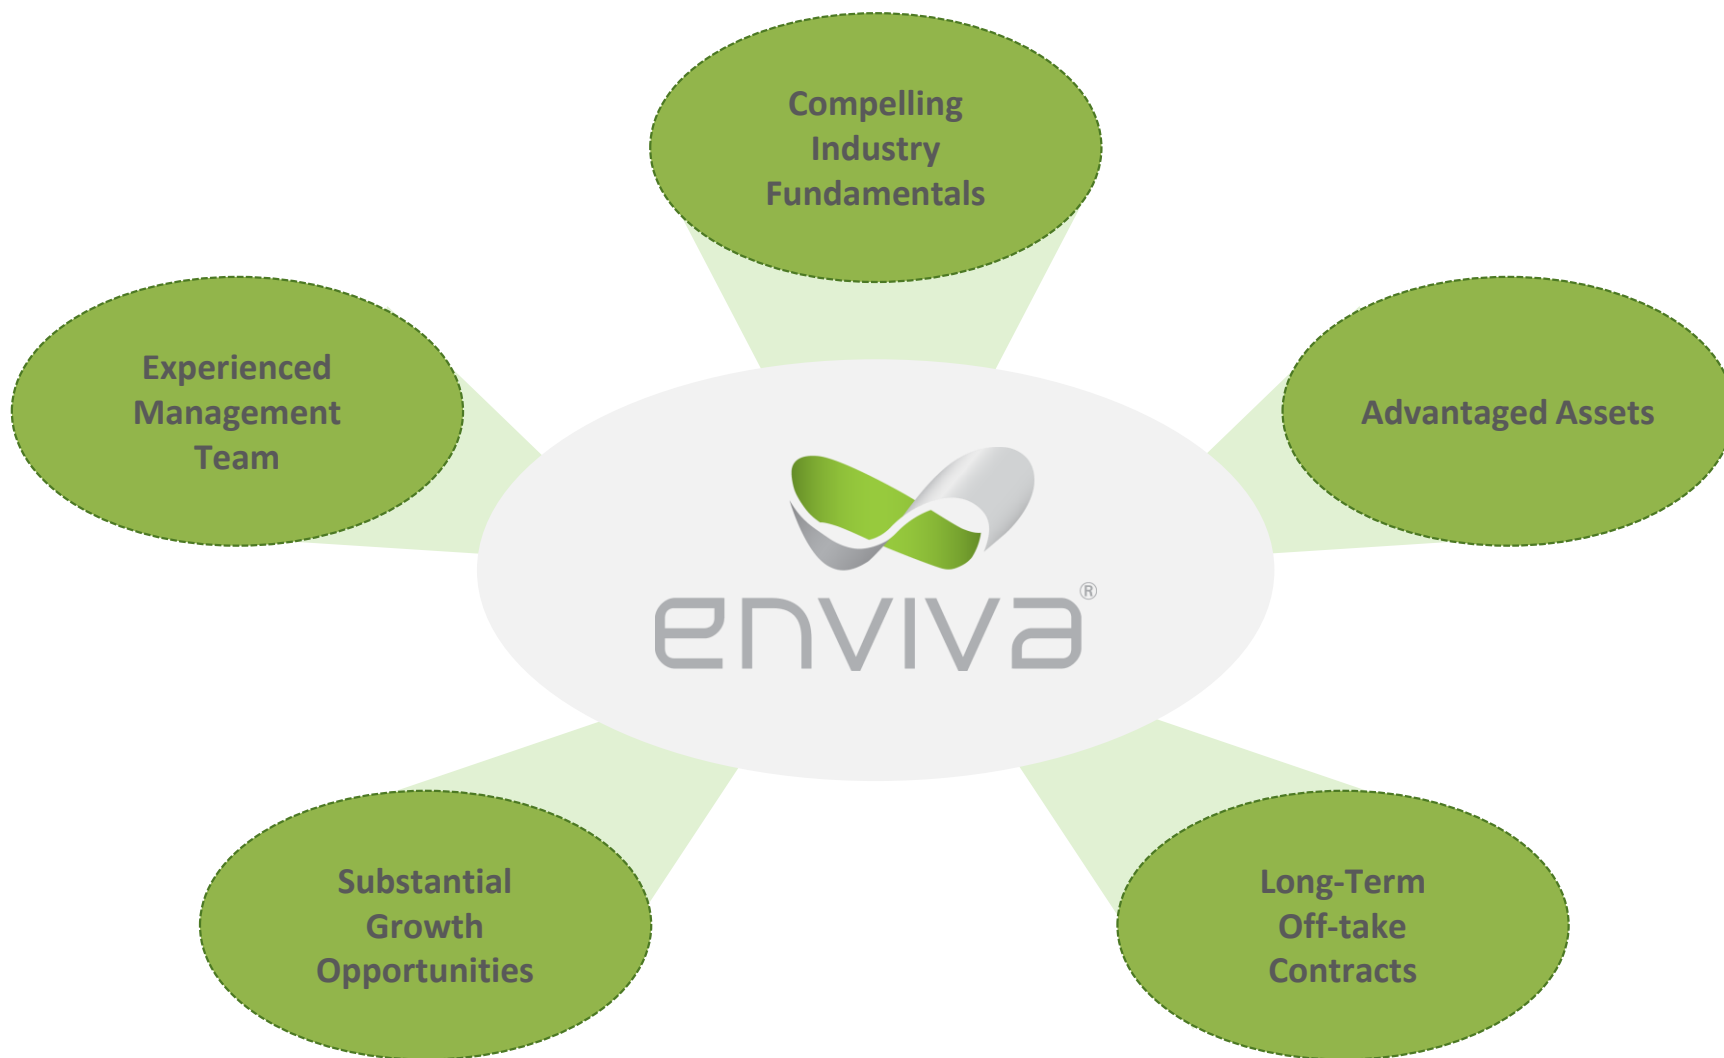 Compelling
Industry
Fundamentals
Experienced
Management
Team
Advantaged Assets
enviva®
Substantial
Growth
Opportunities
Long-Term
Off-take
Contracts